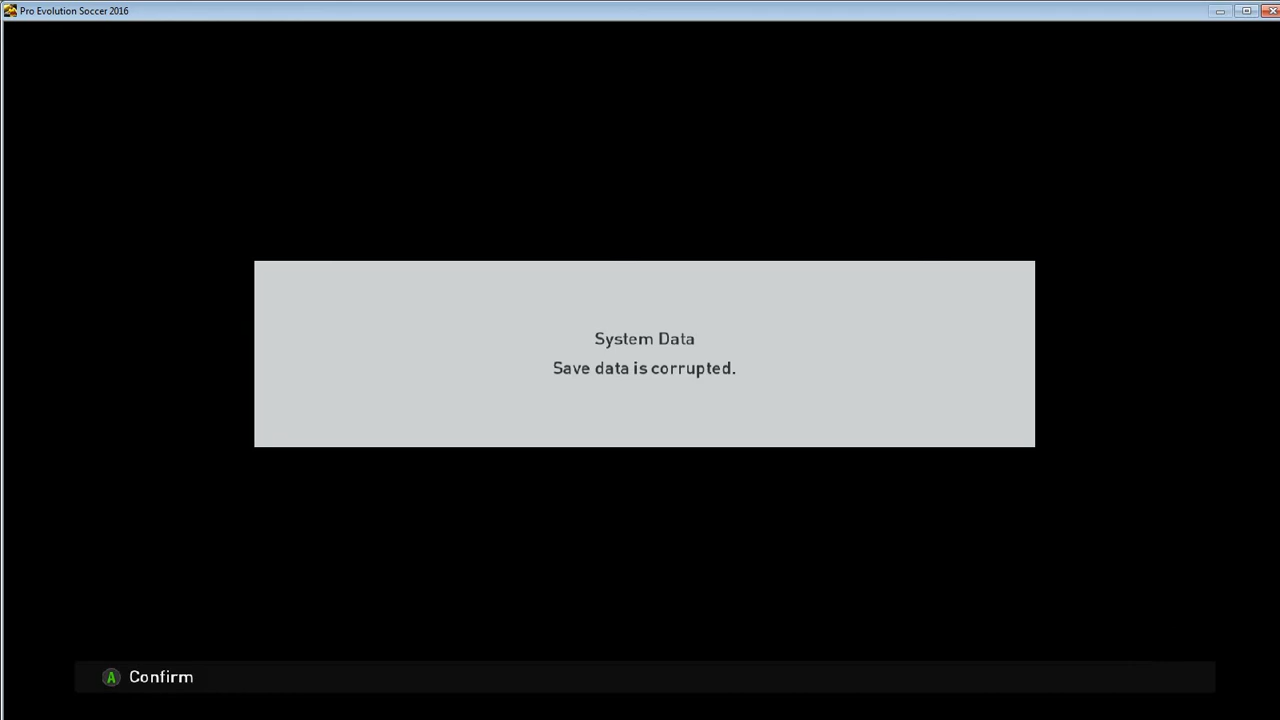 Pro Evolution Soccer 2016
System Data
Save data is corrupted.
A Confirm